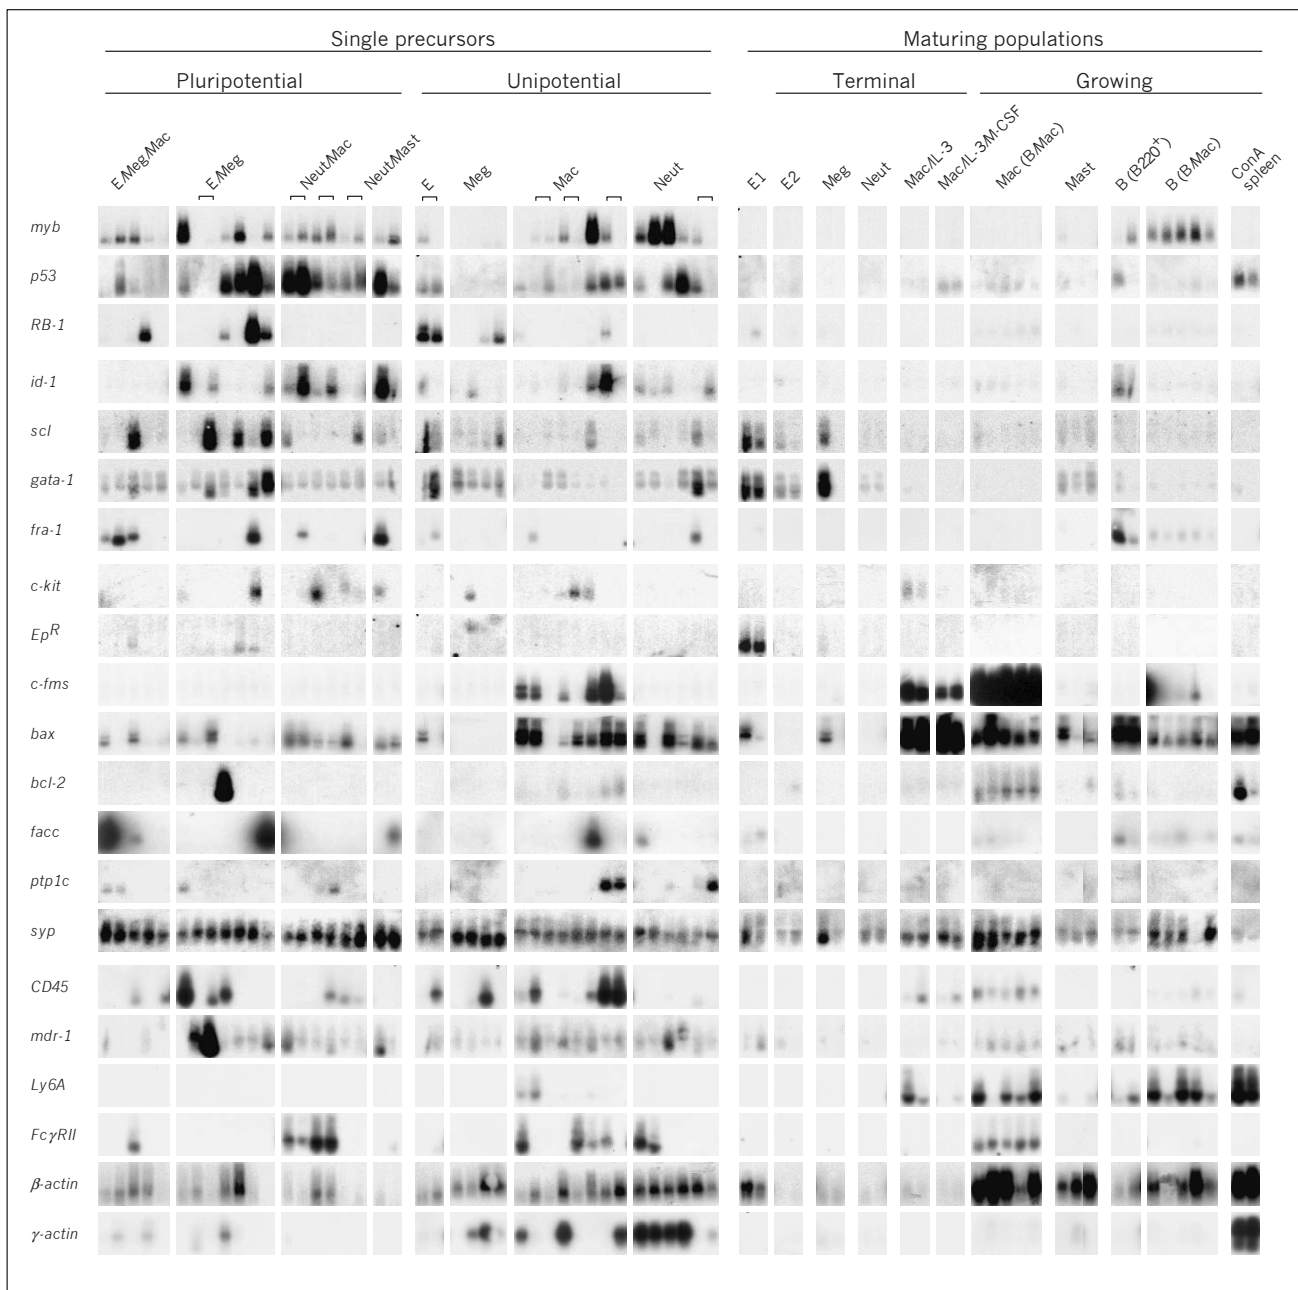 Single precursors
Maturing populations
Pluripotential
Unipotential
Terminal
Growing
E/Meg/Mac
E/Meg
Neut/Mac
Neut/Mast
E
Meg
Mac
Neut
E1
E2
Meg
Neut
Mac/IL-3
Mac/IL-3/M-CSF
Mac (B/Mac)
Mast
B (B220+)
B (B/Mac)
ConA
spleen
myb
p53
RB-1
id-1
scl
gata-1
fra-1
c-kit
EpR
c-fms
bax
bcl-2
facc
ptp1c
syp
CD45
mdr-1
Ly6A
FcγRII
β-actin
γ-actin